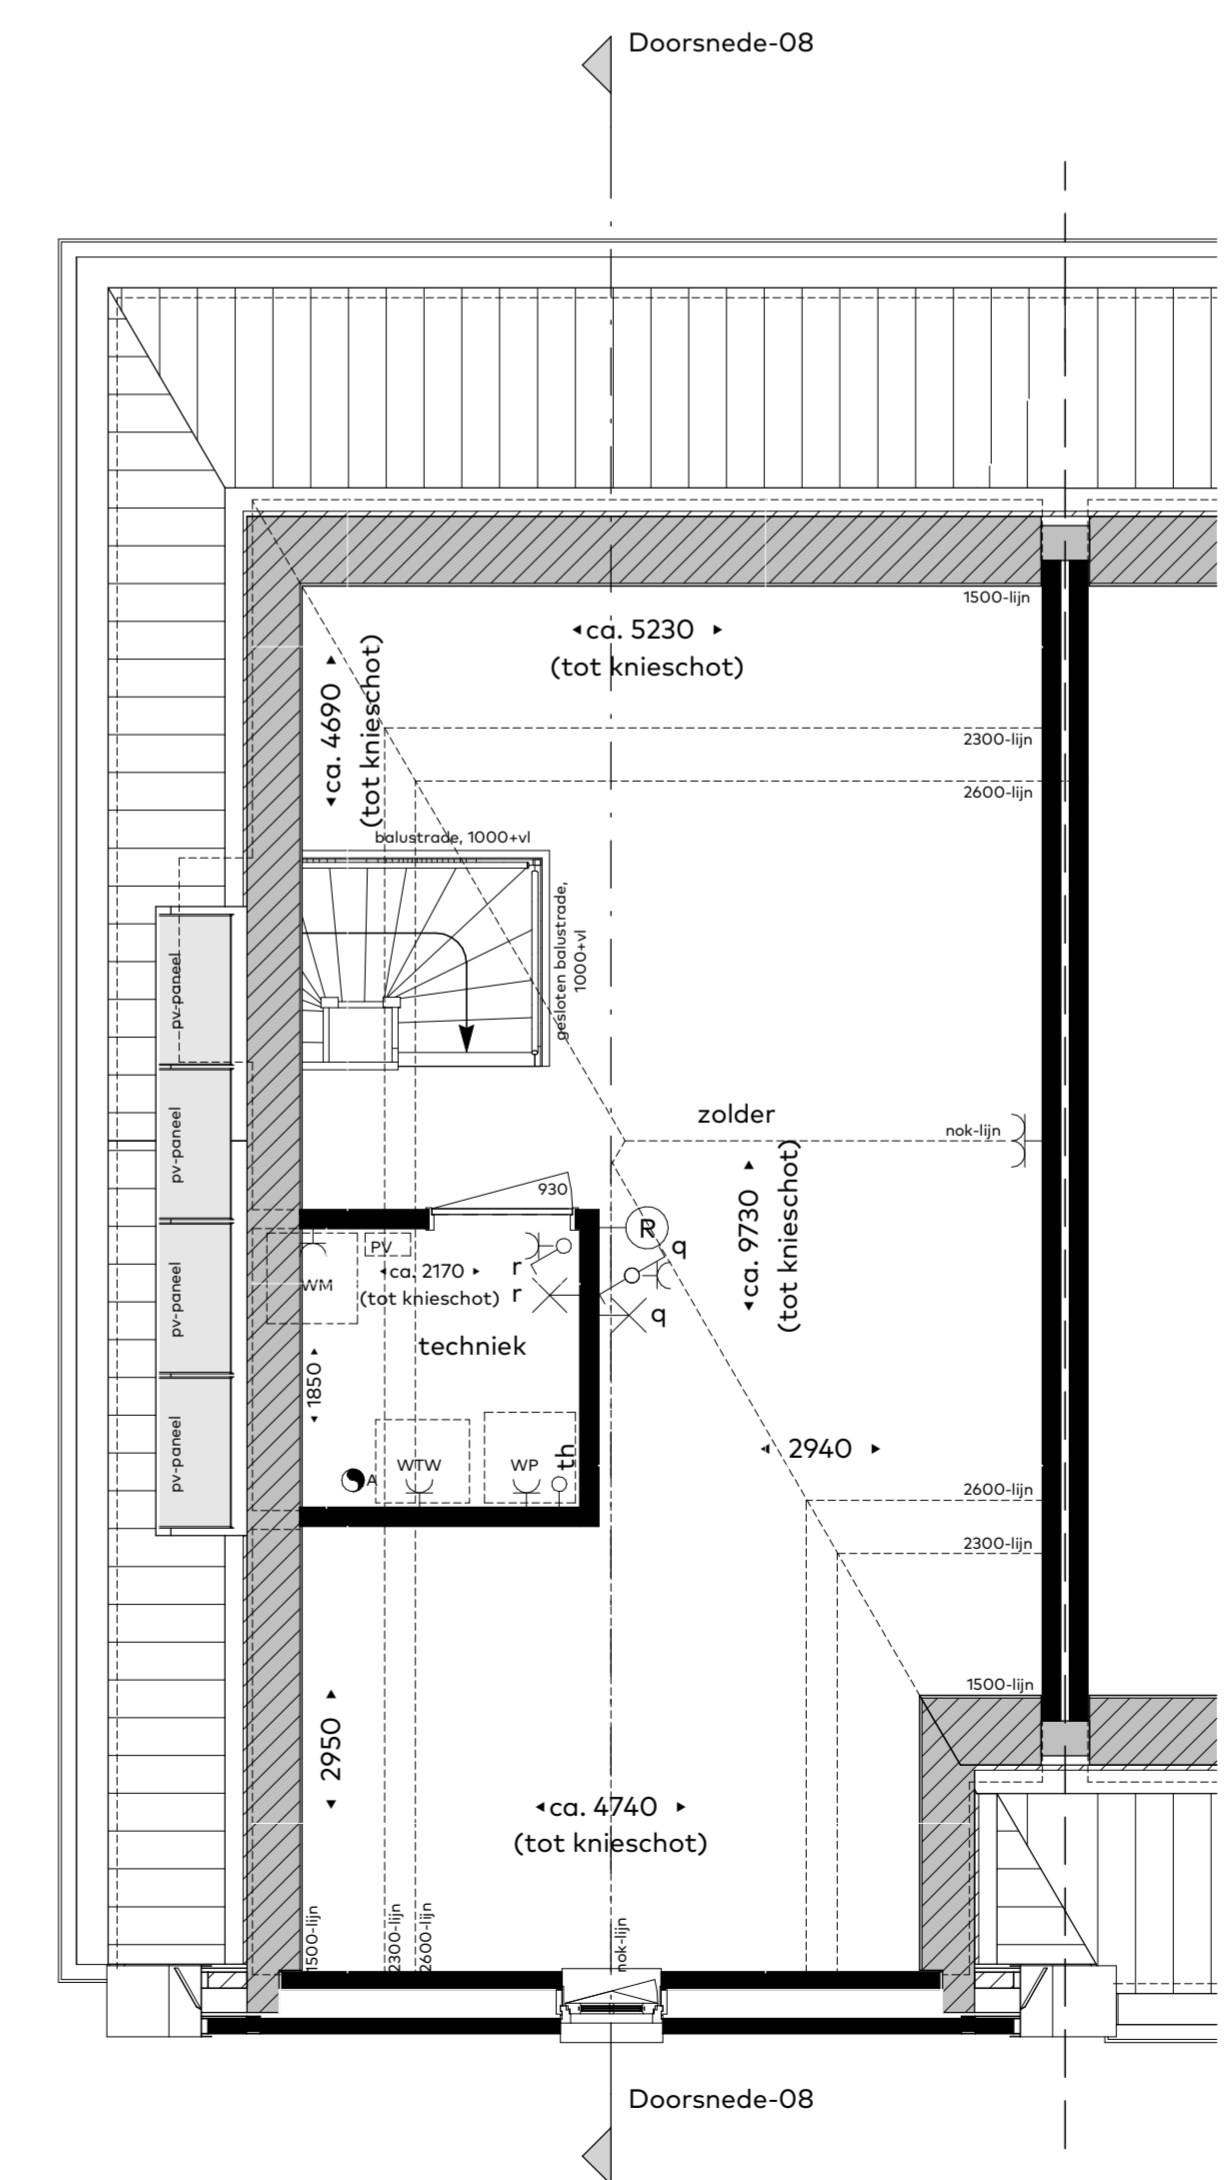 Doorsnede-08
1500-lijn
ca. 5230
(tot knieschot)
ca. 4690
(tot knieschot)
2300-lijn
2600-lijn
balustrade, 1000+vl
gesloten balustrade,
1000+vl
pv-paneel
pv-paneel
pv-paneel
pv-paneel
zolder
nok-lijn
930
R
q
PV
r
ca. 2170
(tot knieschot)
WM
r
q
ca. 9730
(tot knieschot)
techniek
1850
2940
th
WTW
WP
A
2600-lijn
2300-lijn
1500-lijn
2950
ca. 4740
(tot knieschot)
1500-lijn
2300-lijn
2600-lijn
nok-lijn
Doorsnede-08